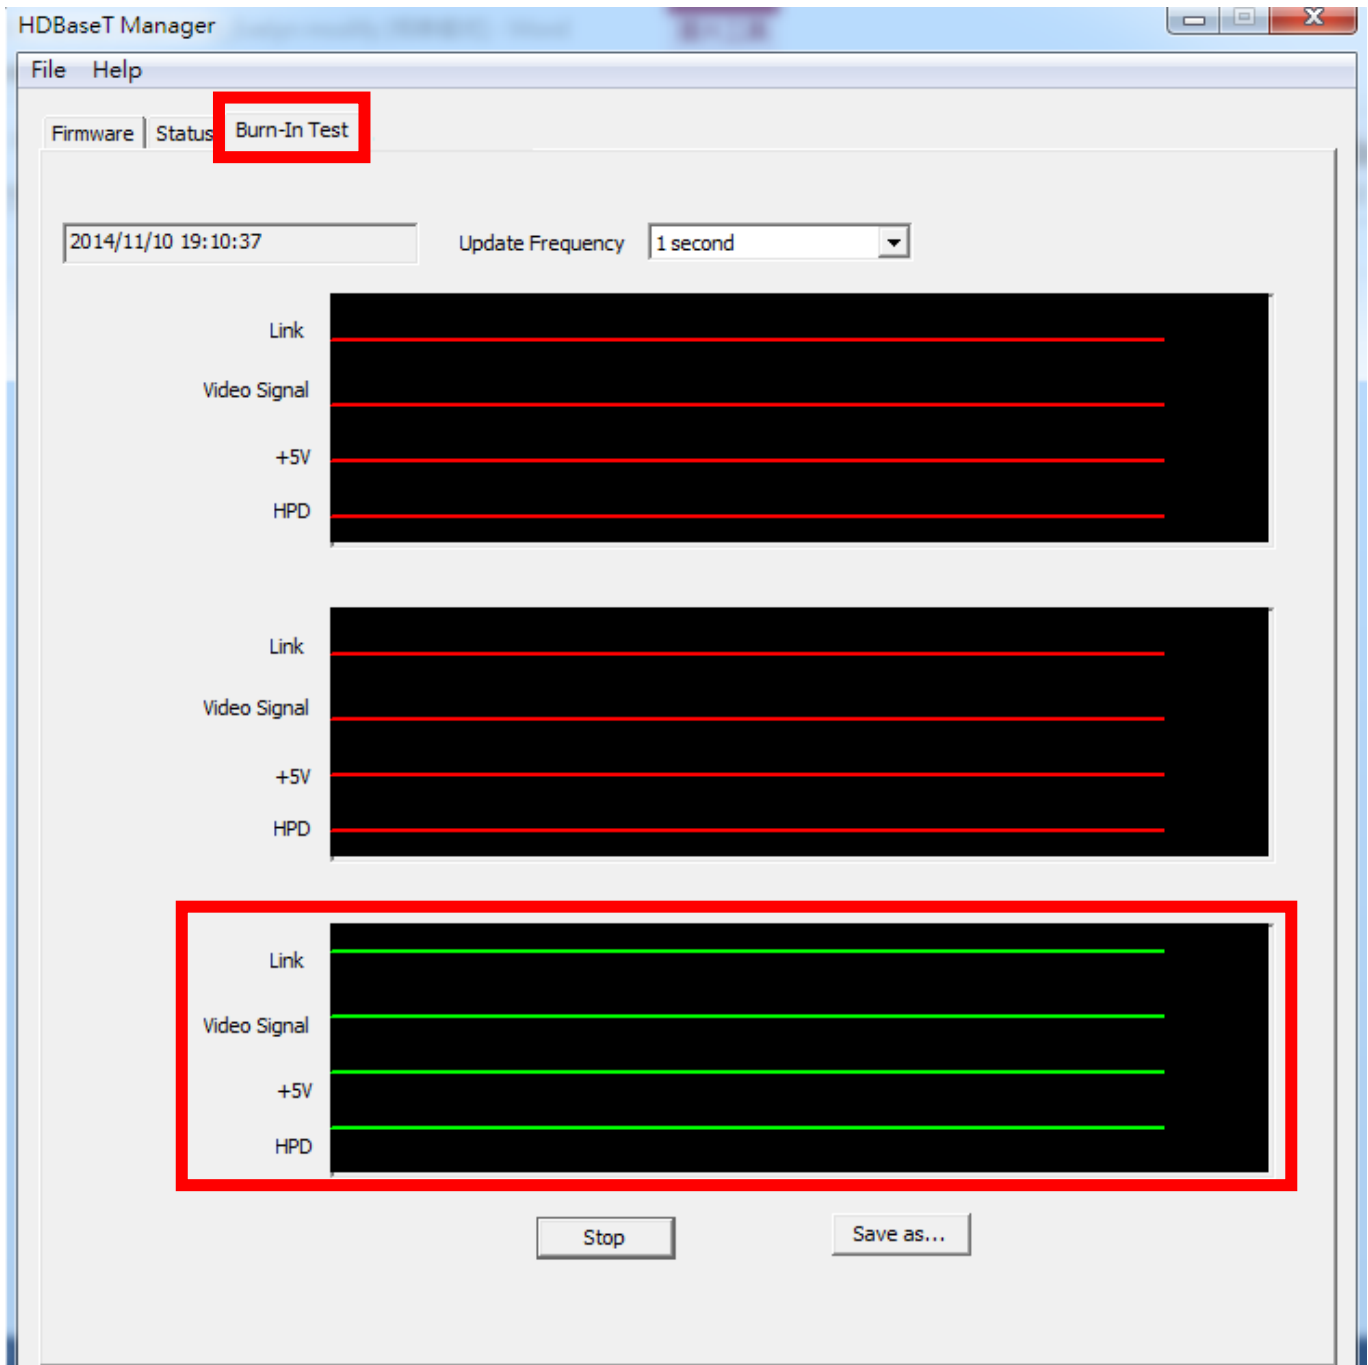 HDBaseT Manager
File Help
Firmware Status Burn-In Test
2014/11/10 19:10:37 Update Frequency 1 second
Link
Video Signal
+5V
HPD
Link
Video Signal
+5V
HPD
Link
Video Signal
+5V
HPD
Stop Save as...